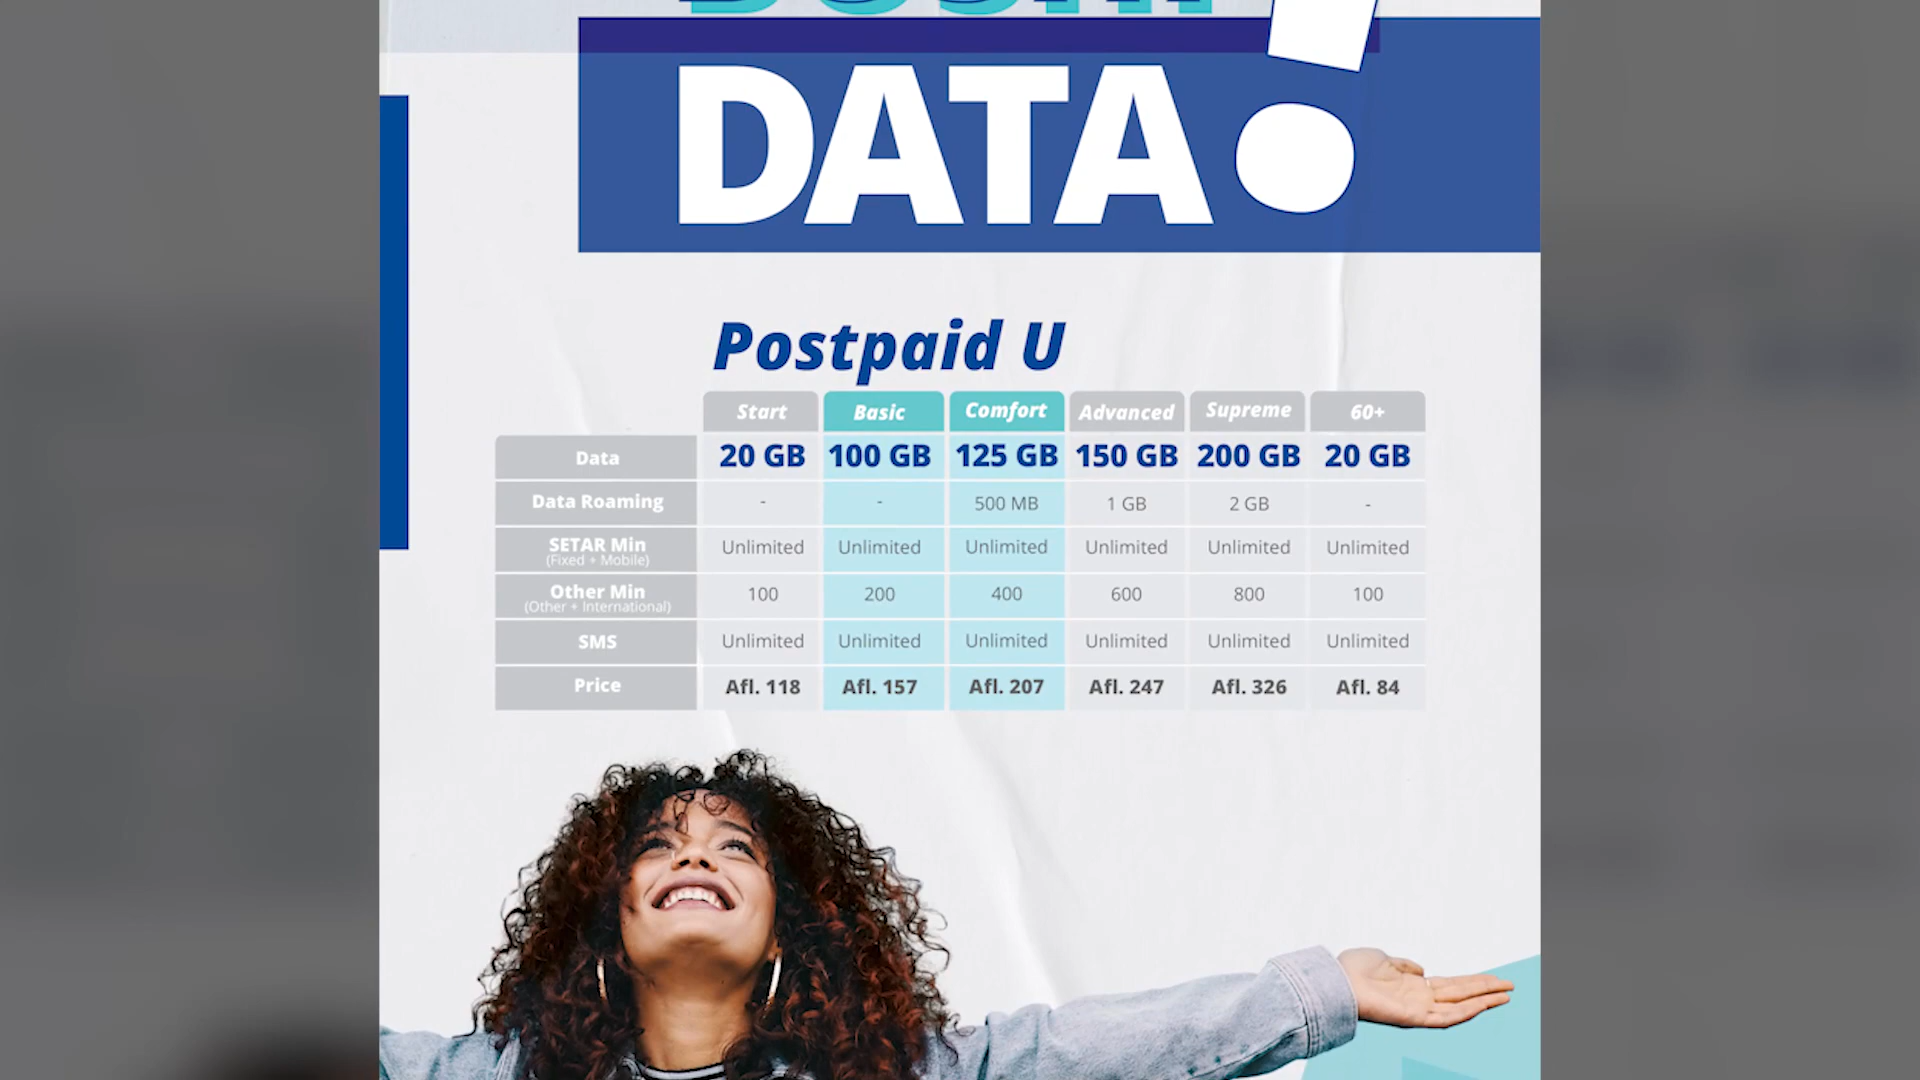 DATA!
Postpaid U
Start Basic Comfort Advanced Supreme 60+
Data 20 GB 100 GB 125 GB 150 GB 200 GB 20 GB
Data Roaming - - 500 MB 1 GB 2 GB -
SETAR Min Unlimited Unlimited Unlimited Unlimited Unlimited Unlimited
(Fixed + Mobile)
Other Min 100 200 400 600 800 100
(Other + International)
SMS Unlimited Unlimited Unlimited Unlimited Unlimited Unlimited
Price Afl. 118 Afl. 157 Afl. 207 Afl. 247 Afl. 326 Afl. 84